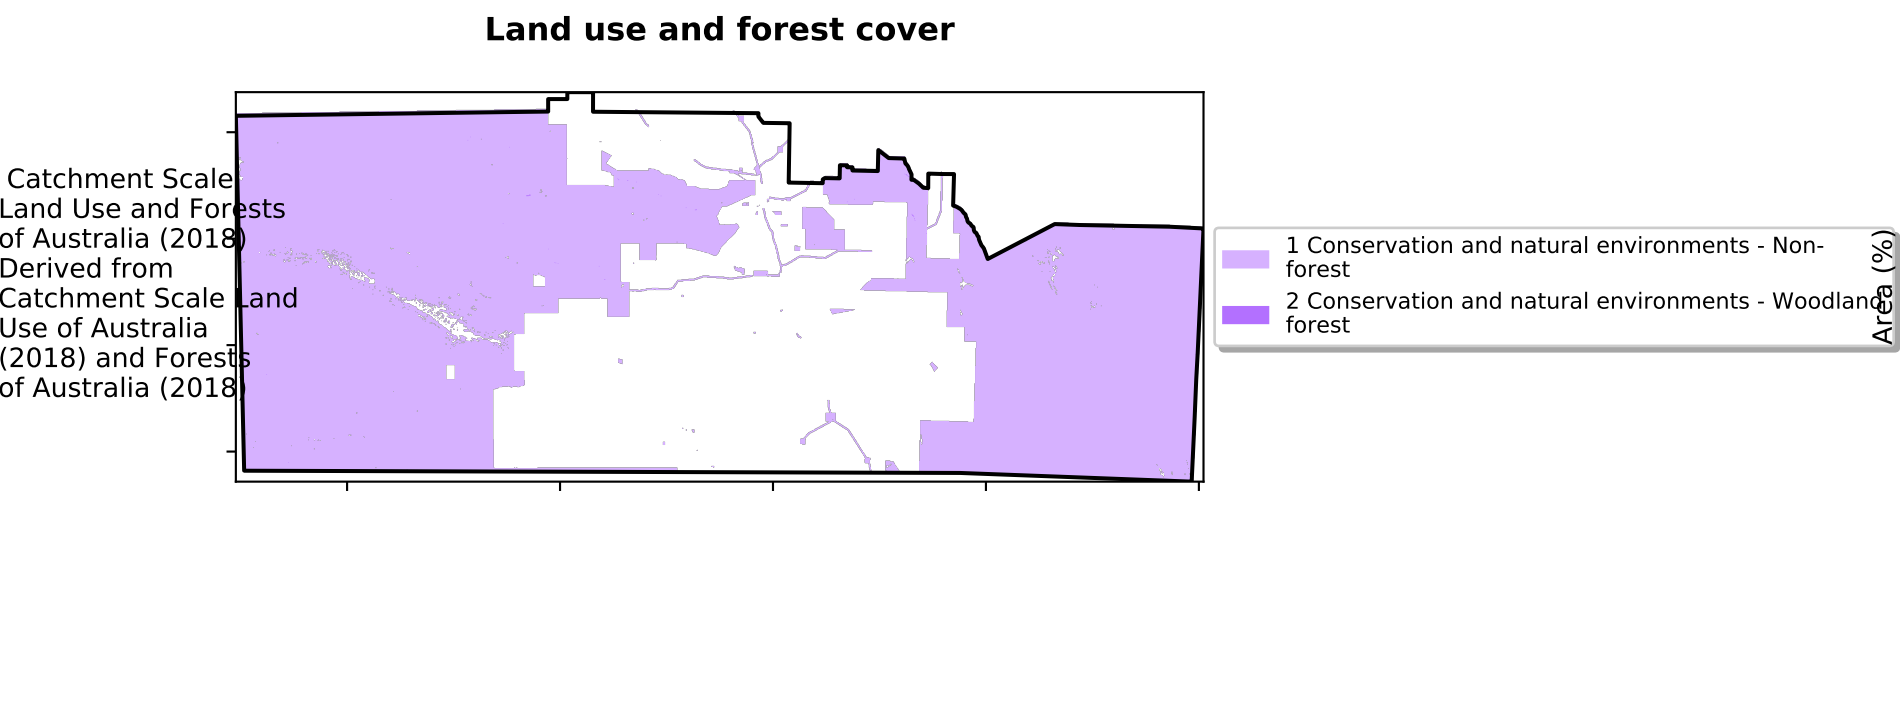 Land use and forest cover
Catchment Scale
Land Use and Forests
of Australia (2018)
Derived from
Catchment Scale Land
Use of Australia
(2018) and Forests
of Australia (2018)
1 Conservation and natural environments - Non-
forest
2 Conservation and natural environments - Woodland
forest
Area (%)